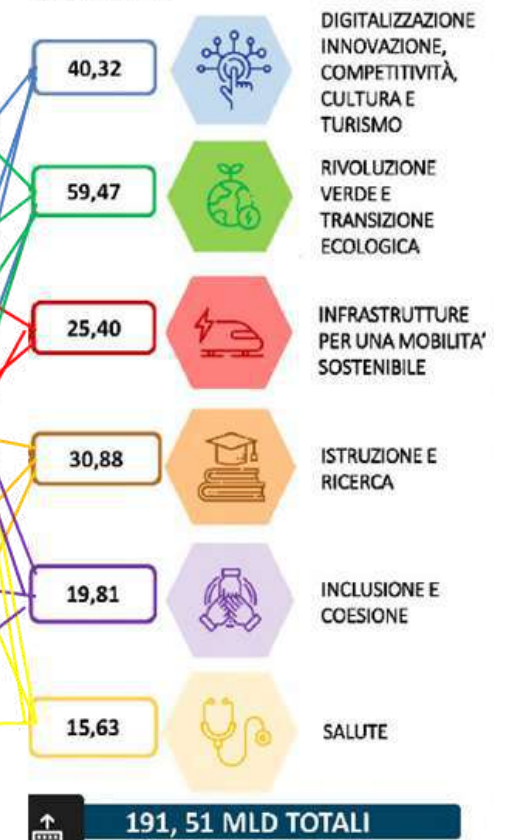 40,32
DIGITALIZZAZIONE
INNOVAZIONE,
COMPETITIVITÀ,
CULTURA E
TURISMO
59,47
RIVOLUZIONE
VERDE E
TRANSIZIONE
ECOLOGICA
25,40
INFRASTRUTTURE
PER UNA MOBILITA'
SOSTENIBILE
30,88
ISTRUZIONE E
RICERCA
19,81
INCLUSIONE E
COESIONE
15,63
SALUTE
191, 51 MLD TOTALI